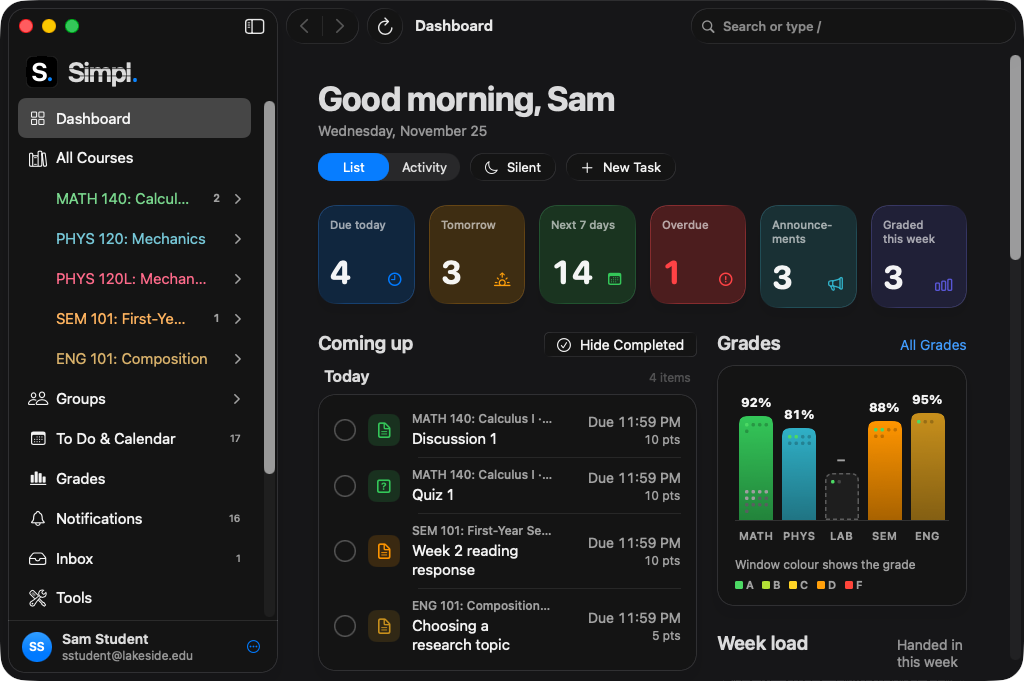 Dashboard
Search or type /
S.
Simpl.
Dashboard
All Courses
MATH 140: Calcul... 2
PHYS 120: Mechanics
PHYS 120L: Mechan...
SEM 101: First-Ye... 1
ENG 101: Composition
Groups
To Do & Calendar 17
Grades
Notifications 16
Inbox 1
Tools
SS
Sam Student
sstudent@lakeside.edu
Good morning, Sam
Wednesday, November 25
List Activity Silent + New Task
Due today
4
Tomorrow
3
Next 7 days
14
Overdue
1
Announce-
ments
3
Graded
this week
3
Coming up
Hide Completed
Today
4 items
MATH 140: Calculus I ·...
Discussion 1
Due 11:59 PM
10 pts
MATH 140: Calculus I ·...
Quiz 1
Due 11:59 PM
10 pts
SEM 101: First-Year Se...
Week 2 reading
response
Due 11:59 PM
10 pts
ENG 101: Composition...
Choosing a
research topic
Due 11:59 PM
5 pts
Grades
All Grades
92% 81% – 88% 95%
MATH PHYS LAB SEM ENG
Window colour shows the grade
A B C D F
Week load
Handed in
this week